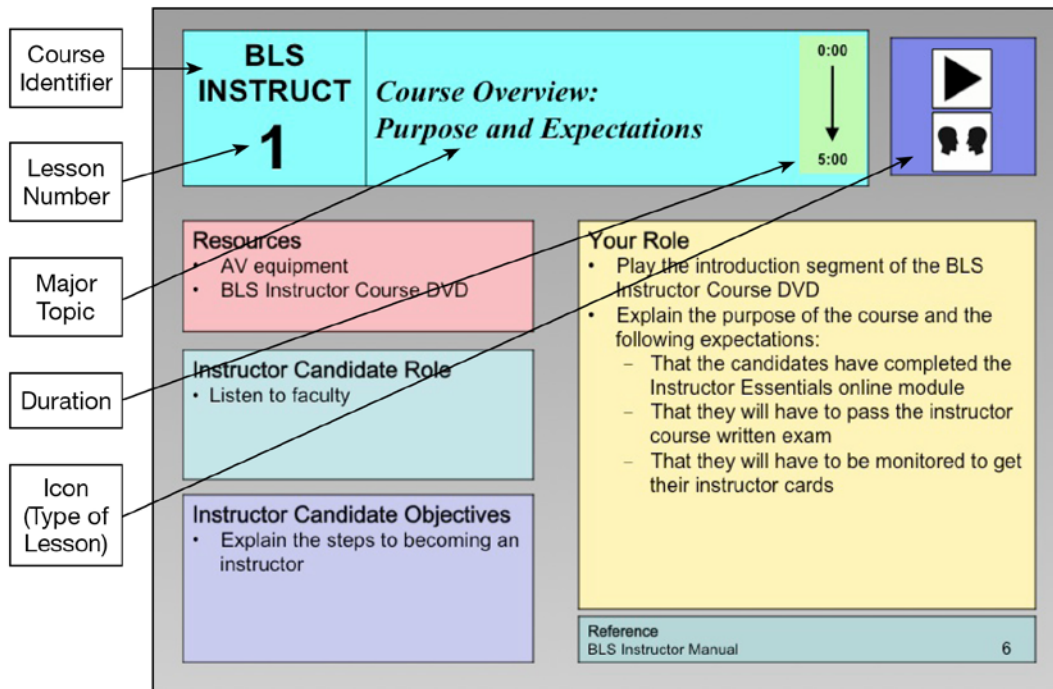 Course
Identifier
Lesson
Number
Major
Topic
Duration
Icon
(Type of
Lesson)
BLS
INSTRUCT
1
Course Overview:
Purpose and Expectations
0:00
5:00
Resources
• AV equipment
• BLS Instructor Course DVD
Instructor Candidate Role
• Listen to faculty
Instructor Candidate Objectives
• Explain the steps to becoming an
instructor
Your Role
• Play the introduction segment of the BLS
Instructor Course DVD
• Explain the purpose of the course and the
following expectations:
– That the candidates have completed the
Instructor Essentials online module
– That they will have to pass the instructor
course written exam
– That they will have to be monitored to get
their instructor cards
Reference
BLS Instructor Manual 6